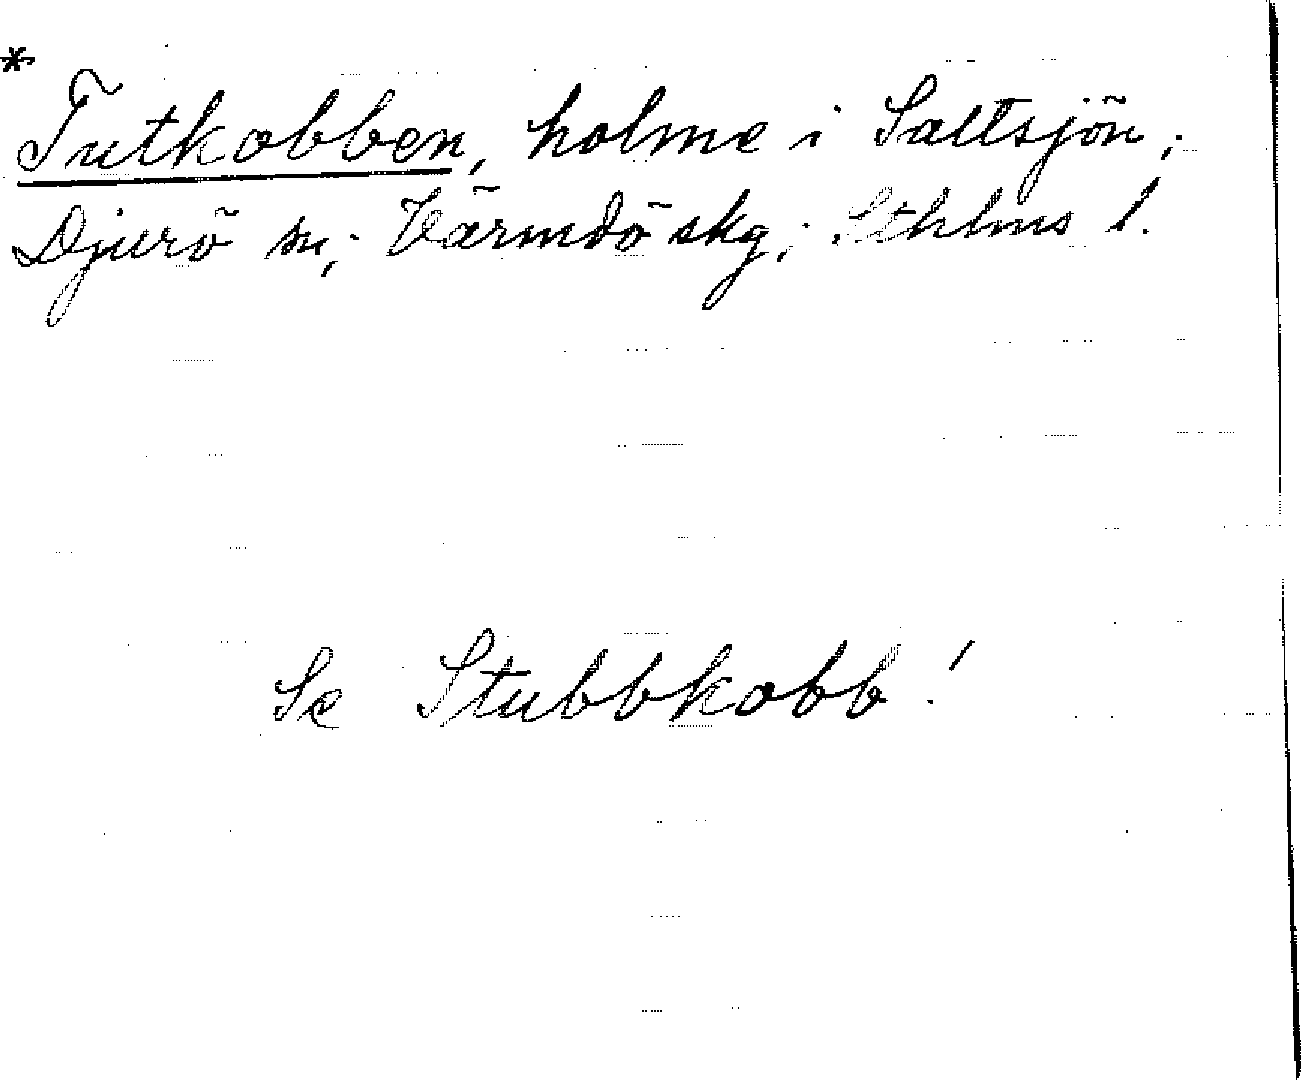 *
Tutkobben, holme i Saltsjön;
Djurö sn; Värmdö skg; Sthlms l.
Se Stubbkobb!